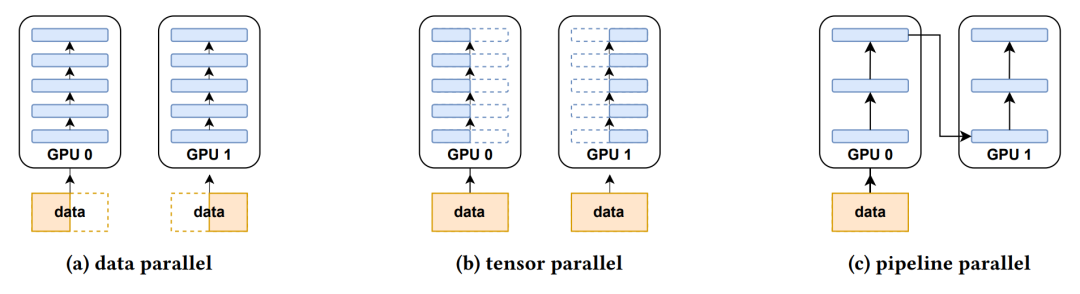 GPU 0
GPU 1
data
data
(a) data parallel
GPU 0
GPU 1
data
data
(b) tensor parallel
GPU 0
GPU 1
data
(c) pipeline parallel